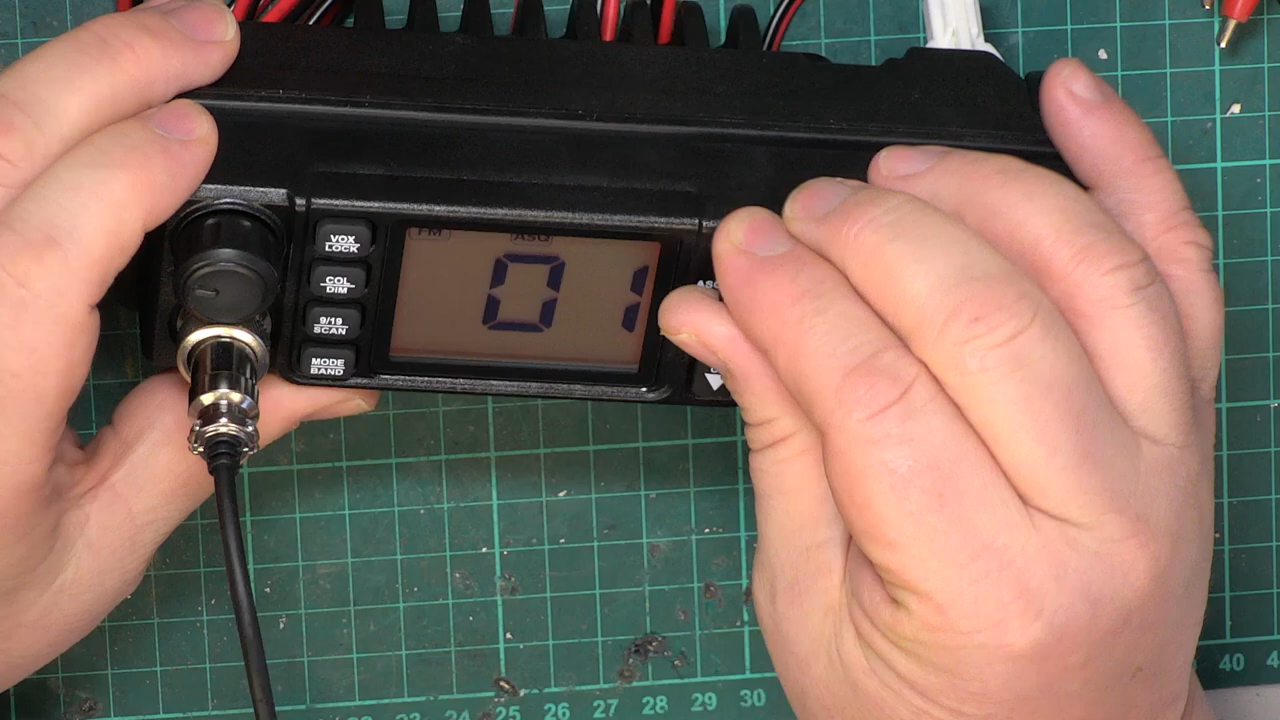 FM ASQ
01
VOX
LOCK
COL
DIM
9/19
SCAN
MODE
BAND
25 26 27 28 29 30
40